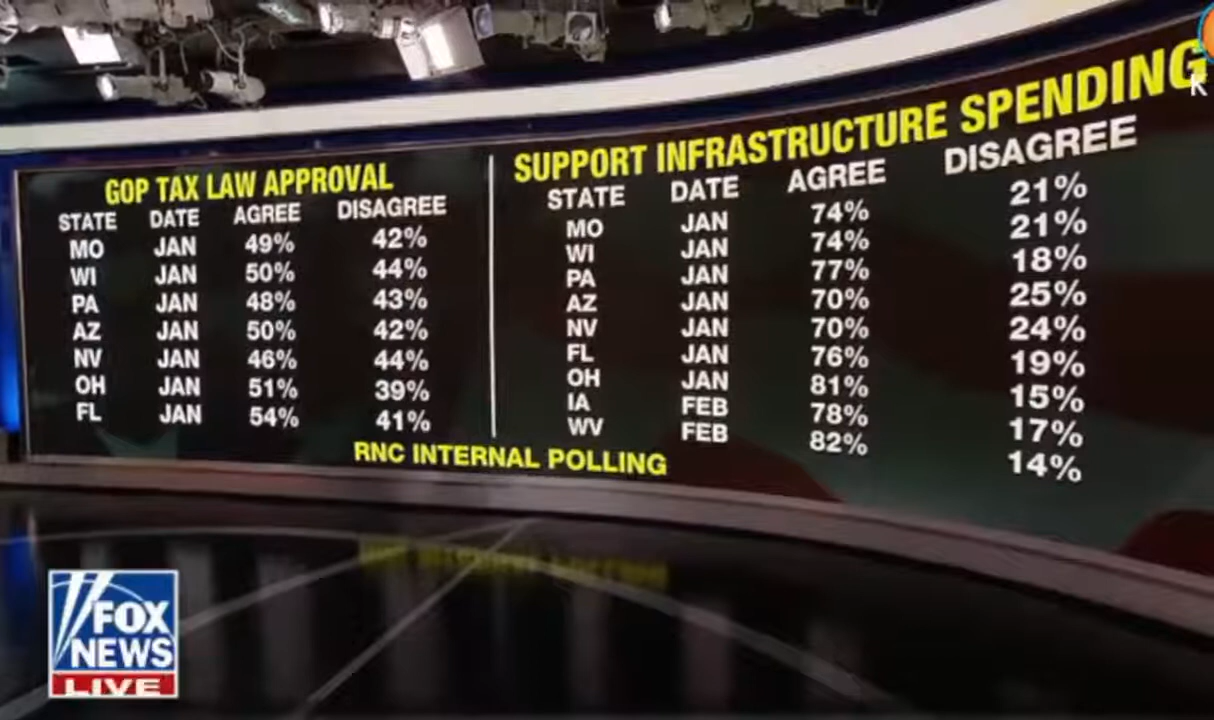 GOP TAX LAW APPROVAL
STATE DATE AGREE DISAGREE
MO JAN 49% 42%
WI JAN 50% 44%
PA JAN 48% 43%
AZ JAN 50% 42%
NV JAN 46% 44%
OH JAN 51% 39%
FL JAN 54% 41%
SUPPORT INFRASTRUCTURE SPENDING
STATE DATE AGREE DISAGREE
MO JAN 74% 21%
WI JAN 74% 21%
PA JAN 77% 18%
AZ JAN 70% 25%
NV JAN 70% 24%
FL JAN 76% 19%
OH JAN 81% 15%
IA FEB 78% 17%
WV FEB 82% 14%
RNC INTERNAL POLLING
K
FOX
NEWS
LIVE